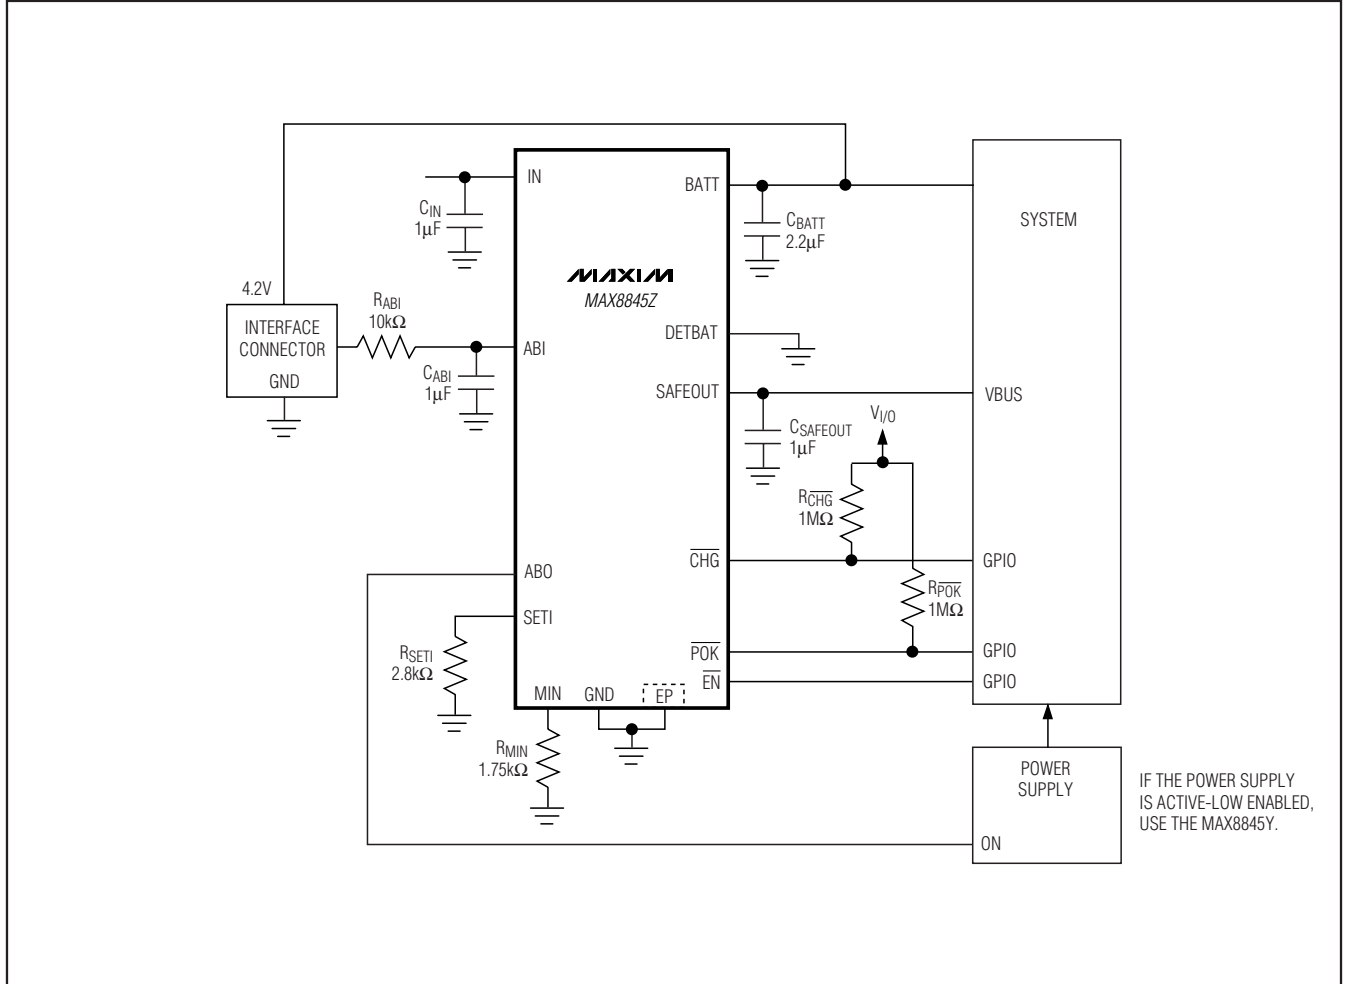 IN
BATT
CIN
1µF
CBATT
2.2µF
SYSTEM
MAXIM
MAX8845Z
4.2V
INTERFACE
CONNECTOR
GND
RABI
10kΩ
ABI
CABI
1µF
DETBAT
SAFEOUT
VBUS
CSAFEOUT
1µF
VI/O
RCHG
1MΩ
CHG
GPIO
RPOK
1MΩ
POK
GPIO
EN
GPIO
ABO
SETI
RSETI
2.8kΩ
MIN
GND
EP
RMIN
1.75kΩ
POWER
SUPPLY
ON
IF THE POWER SUPPLY
IS ACTIVE-LOW ENABLED,
USE THE MAX8845Y.